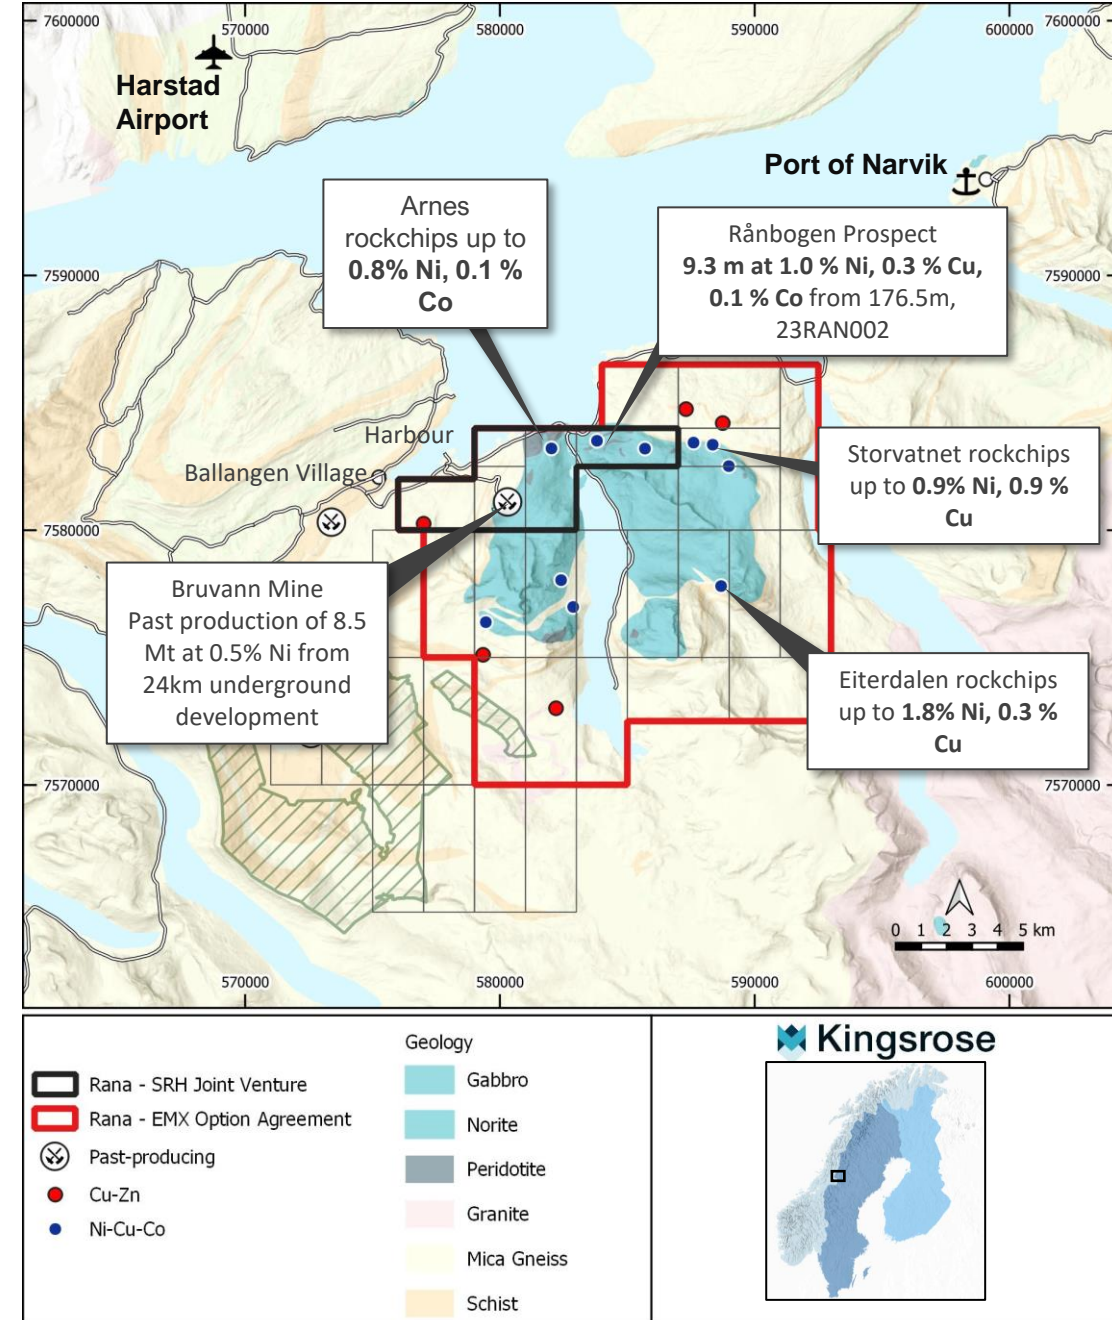 7600000
570000
580000
590000
600000
7600000
Harstad
Airport
Port of Narvik
Arnes
rockchips up to
0.8% Ni, 0.1 %
Co
Rånbogen Prospect
9.3 m at 1.0 % Ni, 0.3 % Cu,
0.1 % Co from 176.5m,
23RAN002
7590000
7590000
Harbour
Ballangen Village
Storvatnet rockchips
up to 0.9% Ni, 0.9 %
Cu
7580000
7580000
Bruvann Mine
Past production of 8.5
Mt at 0.5% Ni from
24km underground
development
Eiterdalen rockchips
up to 1.8% Ni, 0.3 %
Cu
7570000
7570000
0 1 2 3 4 5 km
570000
580000
590000
600000
Rana - SRH Joint Venture
Rana - EMX Option Agreement
Past-producing
Cu-Zn
Ni-Cu-Co
Geology
Gabbro
Norite
Peridotite
Granite
Mica Gneiss
Schist
Kingsrose